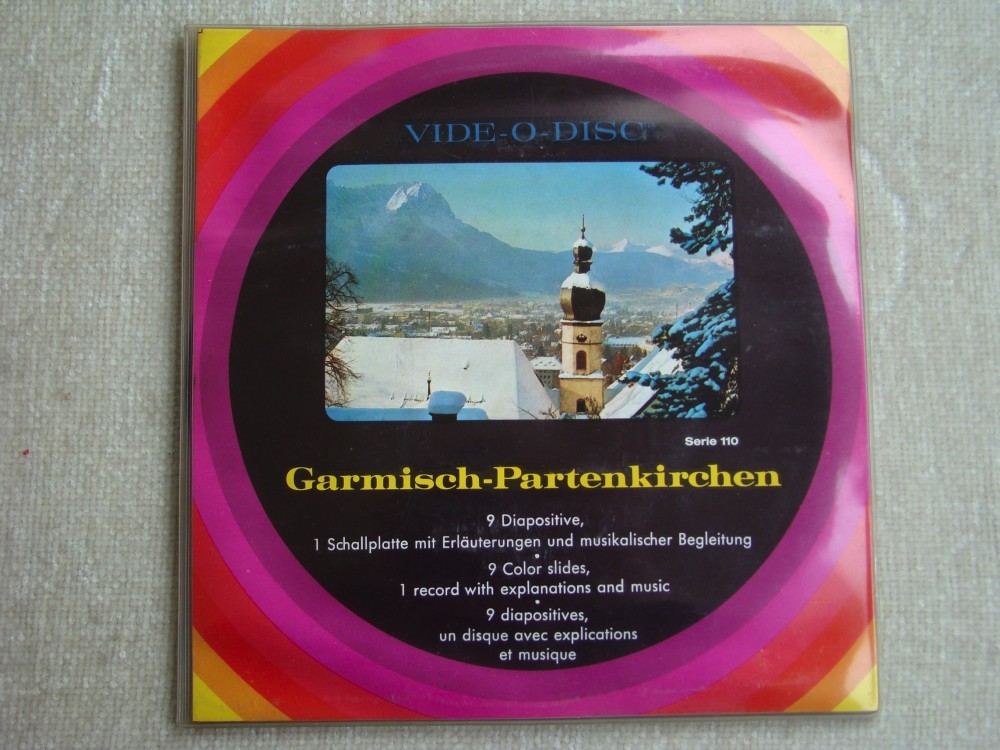 VIDE-O-DISC
Serie 110
Garmisch-Partenkirchen
9 Diapositive,
1 Schallplatte mit Erläuterungen und musikalischer Begleitung
•
9 Color slides,
1 record with explanations and music
•
9 diapositives,
un disque avec explications
et musique